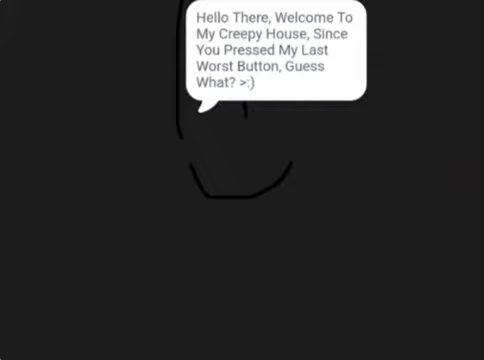 Hello There, Welcome To
My Creepy House, Since
You Pressed My Last
Worst Button, Guess
What? >:)